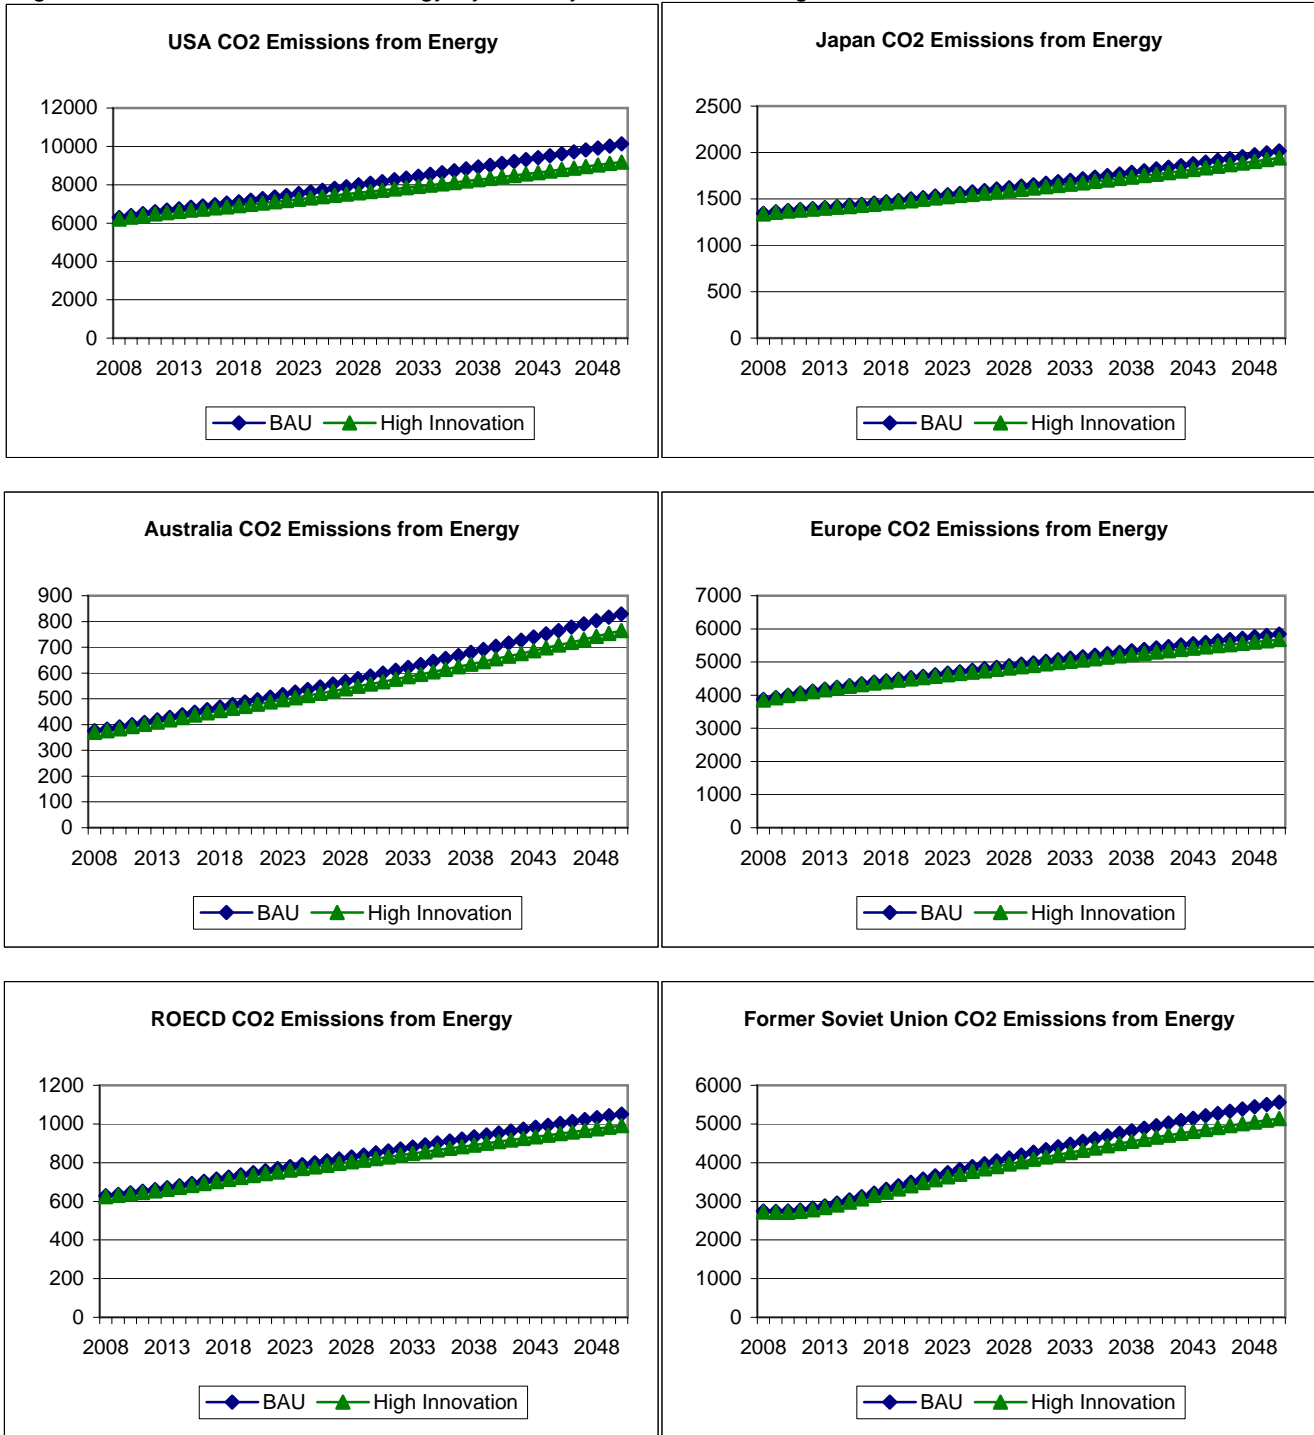 USA CO2 Emissions from Energy
12000
10000
8000
6000
4000
2000
0
2008 2013 2018 2023 2028 2033 2038 2043 2048
BAU High Innovation
Japan CO2 Emissions from Energy
2500
2000
1500
1000
500
0
2008 2013 2018 2023 2028 2033 2038 2043 2048
BAU High Innovation
Australia CO2 Emissions from Energy
900
800
700
600
500
400
300
200
100
0
2008 2013 2018 2023 2028 2033 2038 2043 2048
BAU High Innovation
Europe CO2 Emissions from Energy
7000
6000
5000
4000
3000
2000
1000
0
2008 2013 2018 2023 2028 2033 2038 2043 2048
BAU High Innovation
ROECD CO2 Emissions from Energy
1200
1000
800
600
400
200
0
2008 2013 2018 2023 2028 2033 2038 2043 2048
BAU High Innovation
Former Soviet Union CO2 Emissions from Energy
6000
5000
4000
3000
2000
1000
0
2008 2013 2018 2023 2028 2033 2038 2043 2048
BAU High Innovation